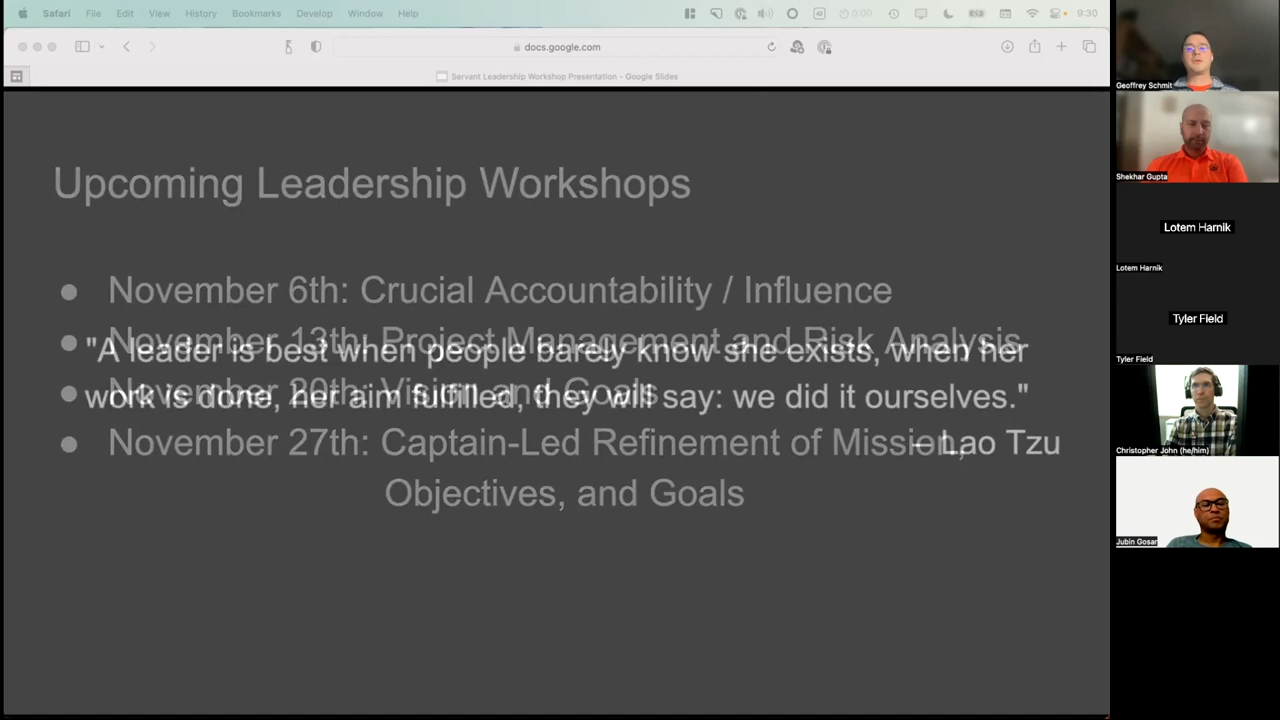 Safari File Edit View History Bookmarks Develop Window Help 9:30
docs.google.com
Servant Leadership Workshop Presentation - Google Slides
Upcoming Leadership Workshops
November 6th: Crucial Accountability / Influence
November 13th: Project Management and Risk Analysis
"A leader is best when people barely know she exists, when her
November 20th: Vision and Goals
work is done, her aim fulfilled, they will say: we did it ourselves."
November 27th: Captain-Led Refinement of Mission,
– Lao Tzu
Objectives, and Goals
Geoffrey Schmit
Shekhar Gupta
Lotem Harnik
Lotem Harnik
Tyler Field
Tyler Field
Christopher John (he/him)
Jubin Gosar